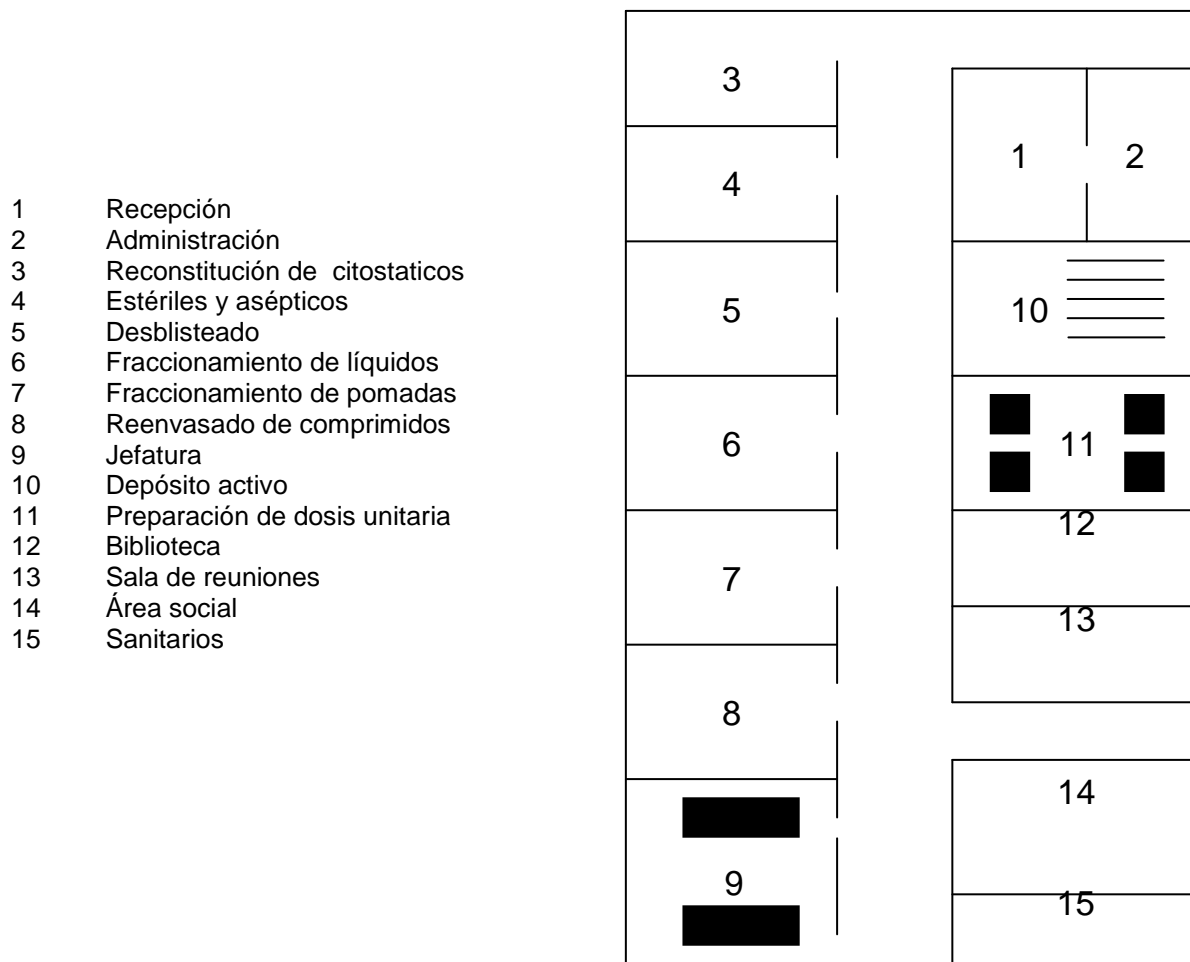 1 Recepción
2 Administración
3 Reconstitución de citostaticos
4 Estériles y asépticos
5 Desblisteado
6 Fraccionamiento de líquidos
7 Fraccionamiento de pomadas
8 Reenvasado de comprimidos
9 Jefatura
10 Depósito activo
11 Preparación de dosis unitaria
12 Biblioteca
13 Sala de reuniones
14 Área social
15 Sanitarios
3
4
5
6
7
8
9
1 2
10
11
12
13
14
15